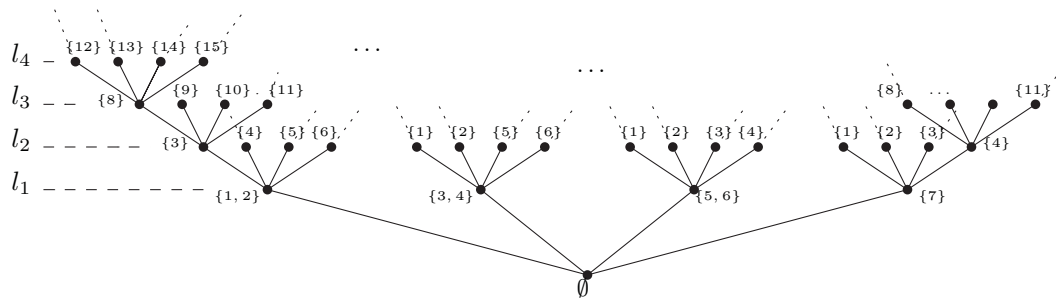 {12} {13} {14} {15}
l₄ ...
...
{9} {10} {11} {8} ... {11}
l₃ {8}
{4} {5} {6} {1} {2} {5} {6} {1} {2} {3} {4} {1} {2} {3}
l₂ {3} {4}
l₁ {1, 2} {3, 4} {5, 6} {7}
∅